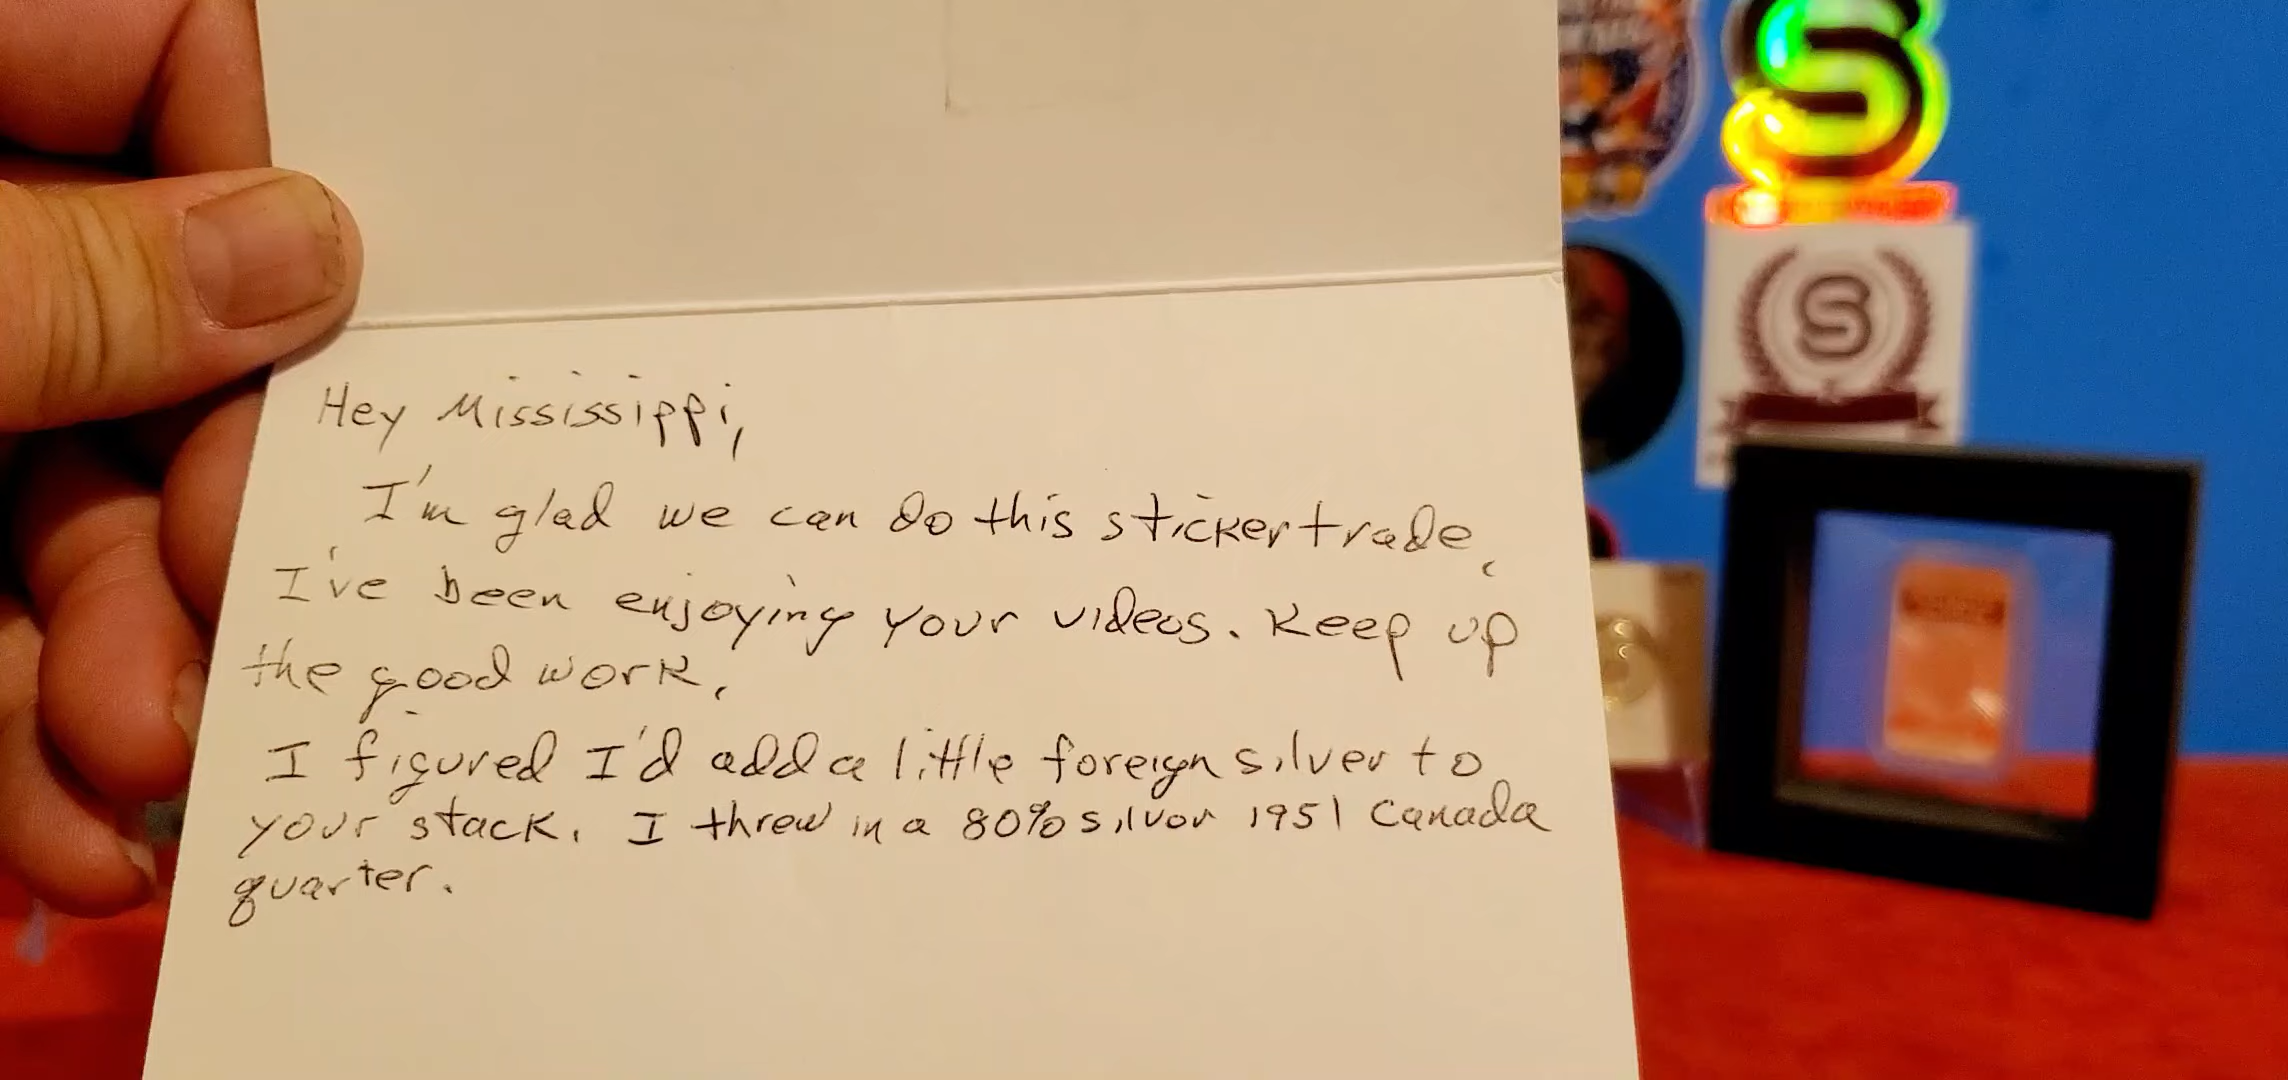 Hey Mississippi,
I'm glad we can do this sticker trade.
I've been enjoying your videos. Keep up
the good work.
I figured I'd add a little foreign silver to
your stack. I threw in a 80% silver 1951 Canada
quarter.
S
S